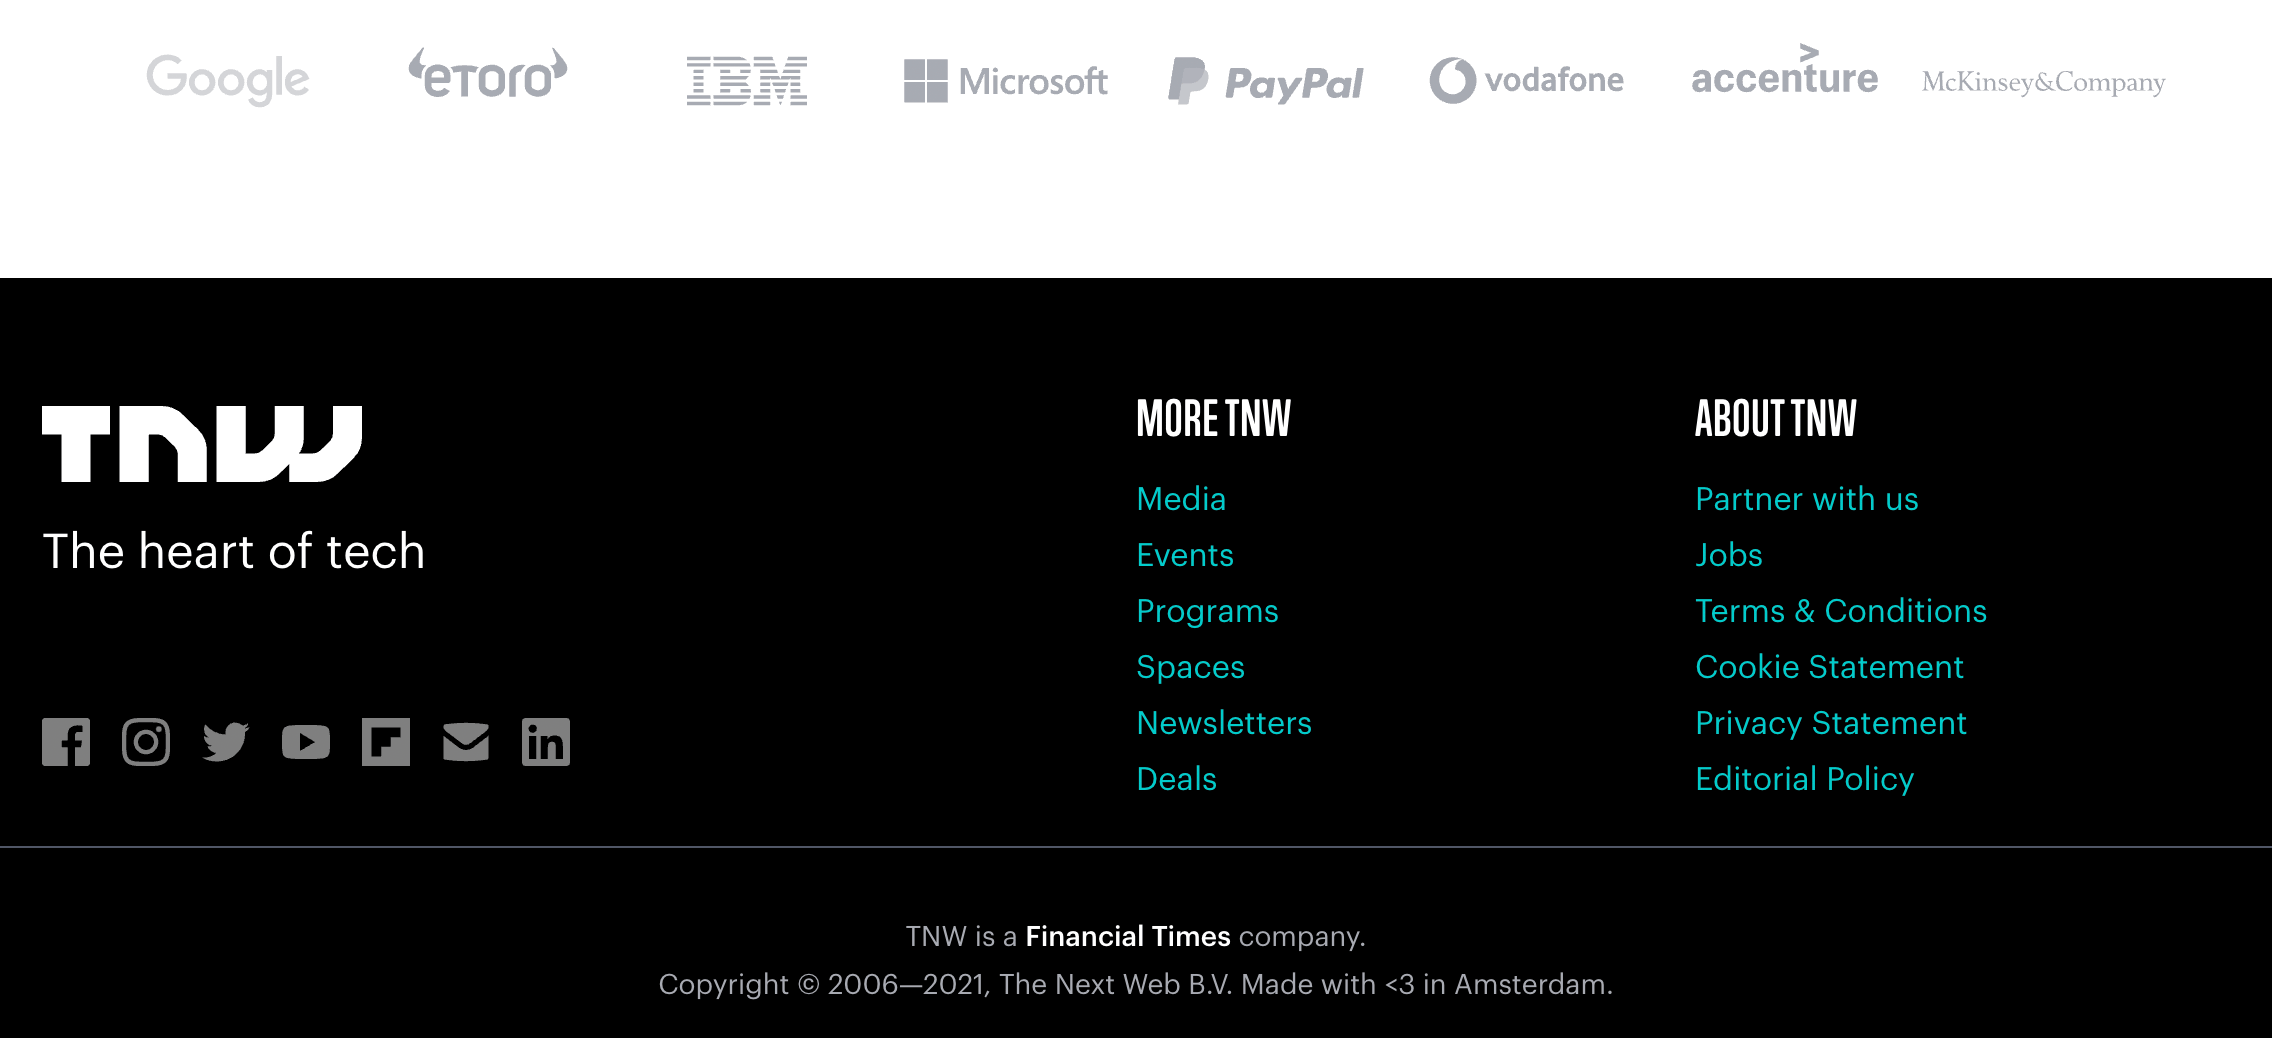 Google eTORO IBM Microsoft PayPal vodafone accenture McKinsey&Company
TNW
The heart of tech
MORE TNW
Media
Events
Programs
Spaces
Newsletters
Deals
ABOUT TNW
Partner with us
Jobs
Terms & Conditions
Cookie Statement
Privacy Statement
Editorial Policy
TNW is a Financial Times company.
Copyright © 2006—2021, The Next Web B.V. Made with <3 in Amsterdam.